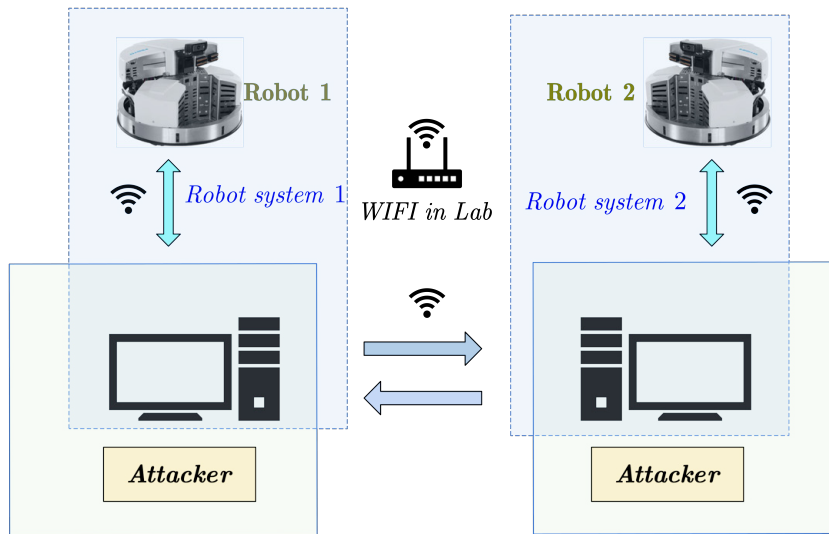 Robot 1
Robot 2
Robot system 1
WIFI in Lab
Robot system 2
Attacker
Attacker